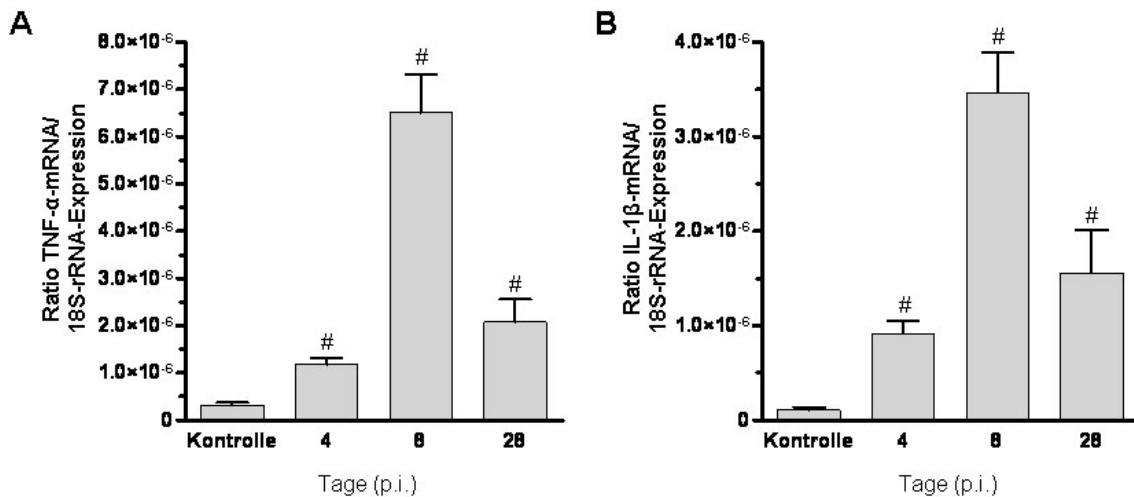 A
Ratio TNF-α-mRNA/
18S-rRNA-Expression
8.0×10⁻⁶
7.0×10⁻⁶
6.0×10⁻⁶
5.0×10⁻⁶
4.0×10⁻⁶
3.0×10⁻⁶
2.0×10⁻⁶
1.0×10⁻⁶
0
# # #
Kontrolle 4 8 28
Tage (p.i.)
B
Ratio IL-1β-mRNA/
18S-rRNA-Expression
4.0×10⁻⁶
3.0×10⁻⁶
2.0×10⁻⁶
1.0×10⁻⁶
0
# # #
Kontrolle 4 8 28
Tage (p.i.)